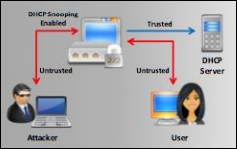 DHCP Snooping
Enabled
Trusted
Untrusted
Untrusted
DHCP
Server
Attacker
User